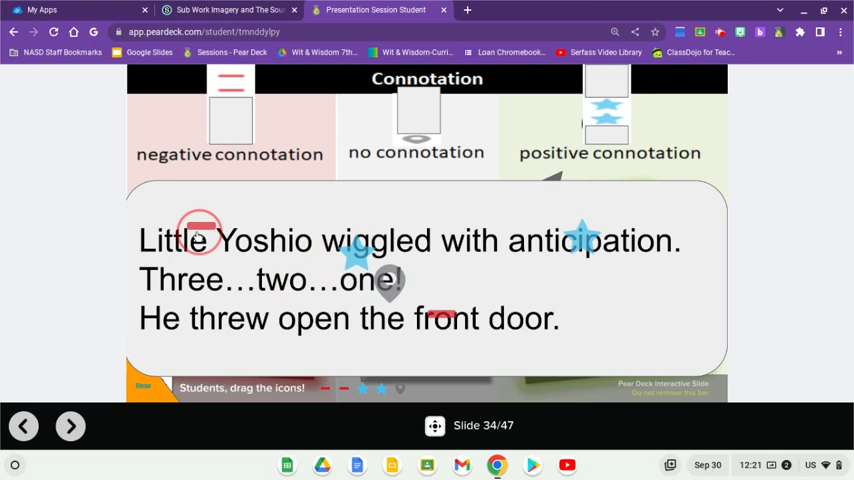 My Apps
Sub Work Imagery and The Sou
Presentation Session Student
app.peardeck.com/student/tmnddylpy
NASD Staff Bookmarks
Google Slides
Sessions - Pear Deck
Wit & Wisdom 7th...
Wit & Wisdom-Curri...
Loan Chromebook...
Serfass Video Library
ClassDojo for Teac...
Connotation
negative connotation
no connotation
positive connotation
Little Yoshio wiggled with anticipation.
Three...two...one!
He threw open the front door.
Students, drag the icons!
Pear Deck Interactive Slide
Do not remove this bar
Slide 34/47
Sep 30
12:21
2
US